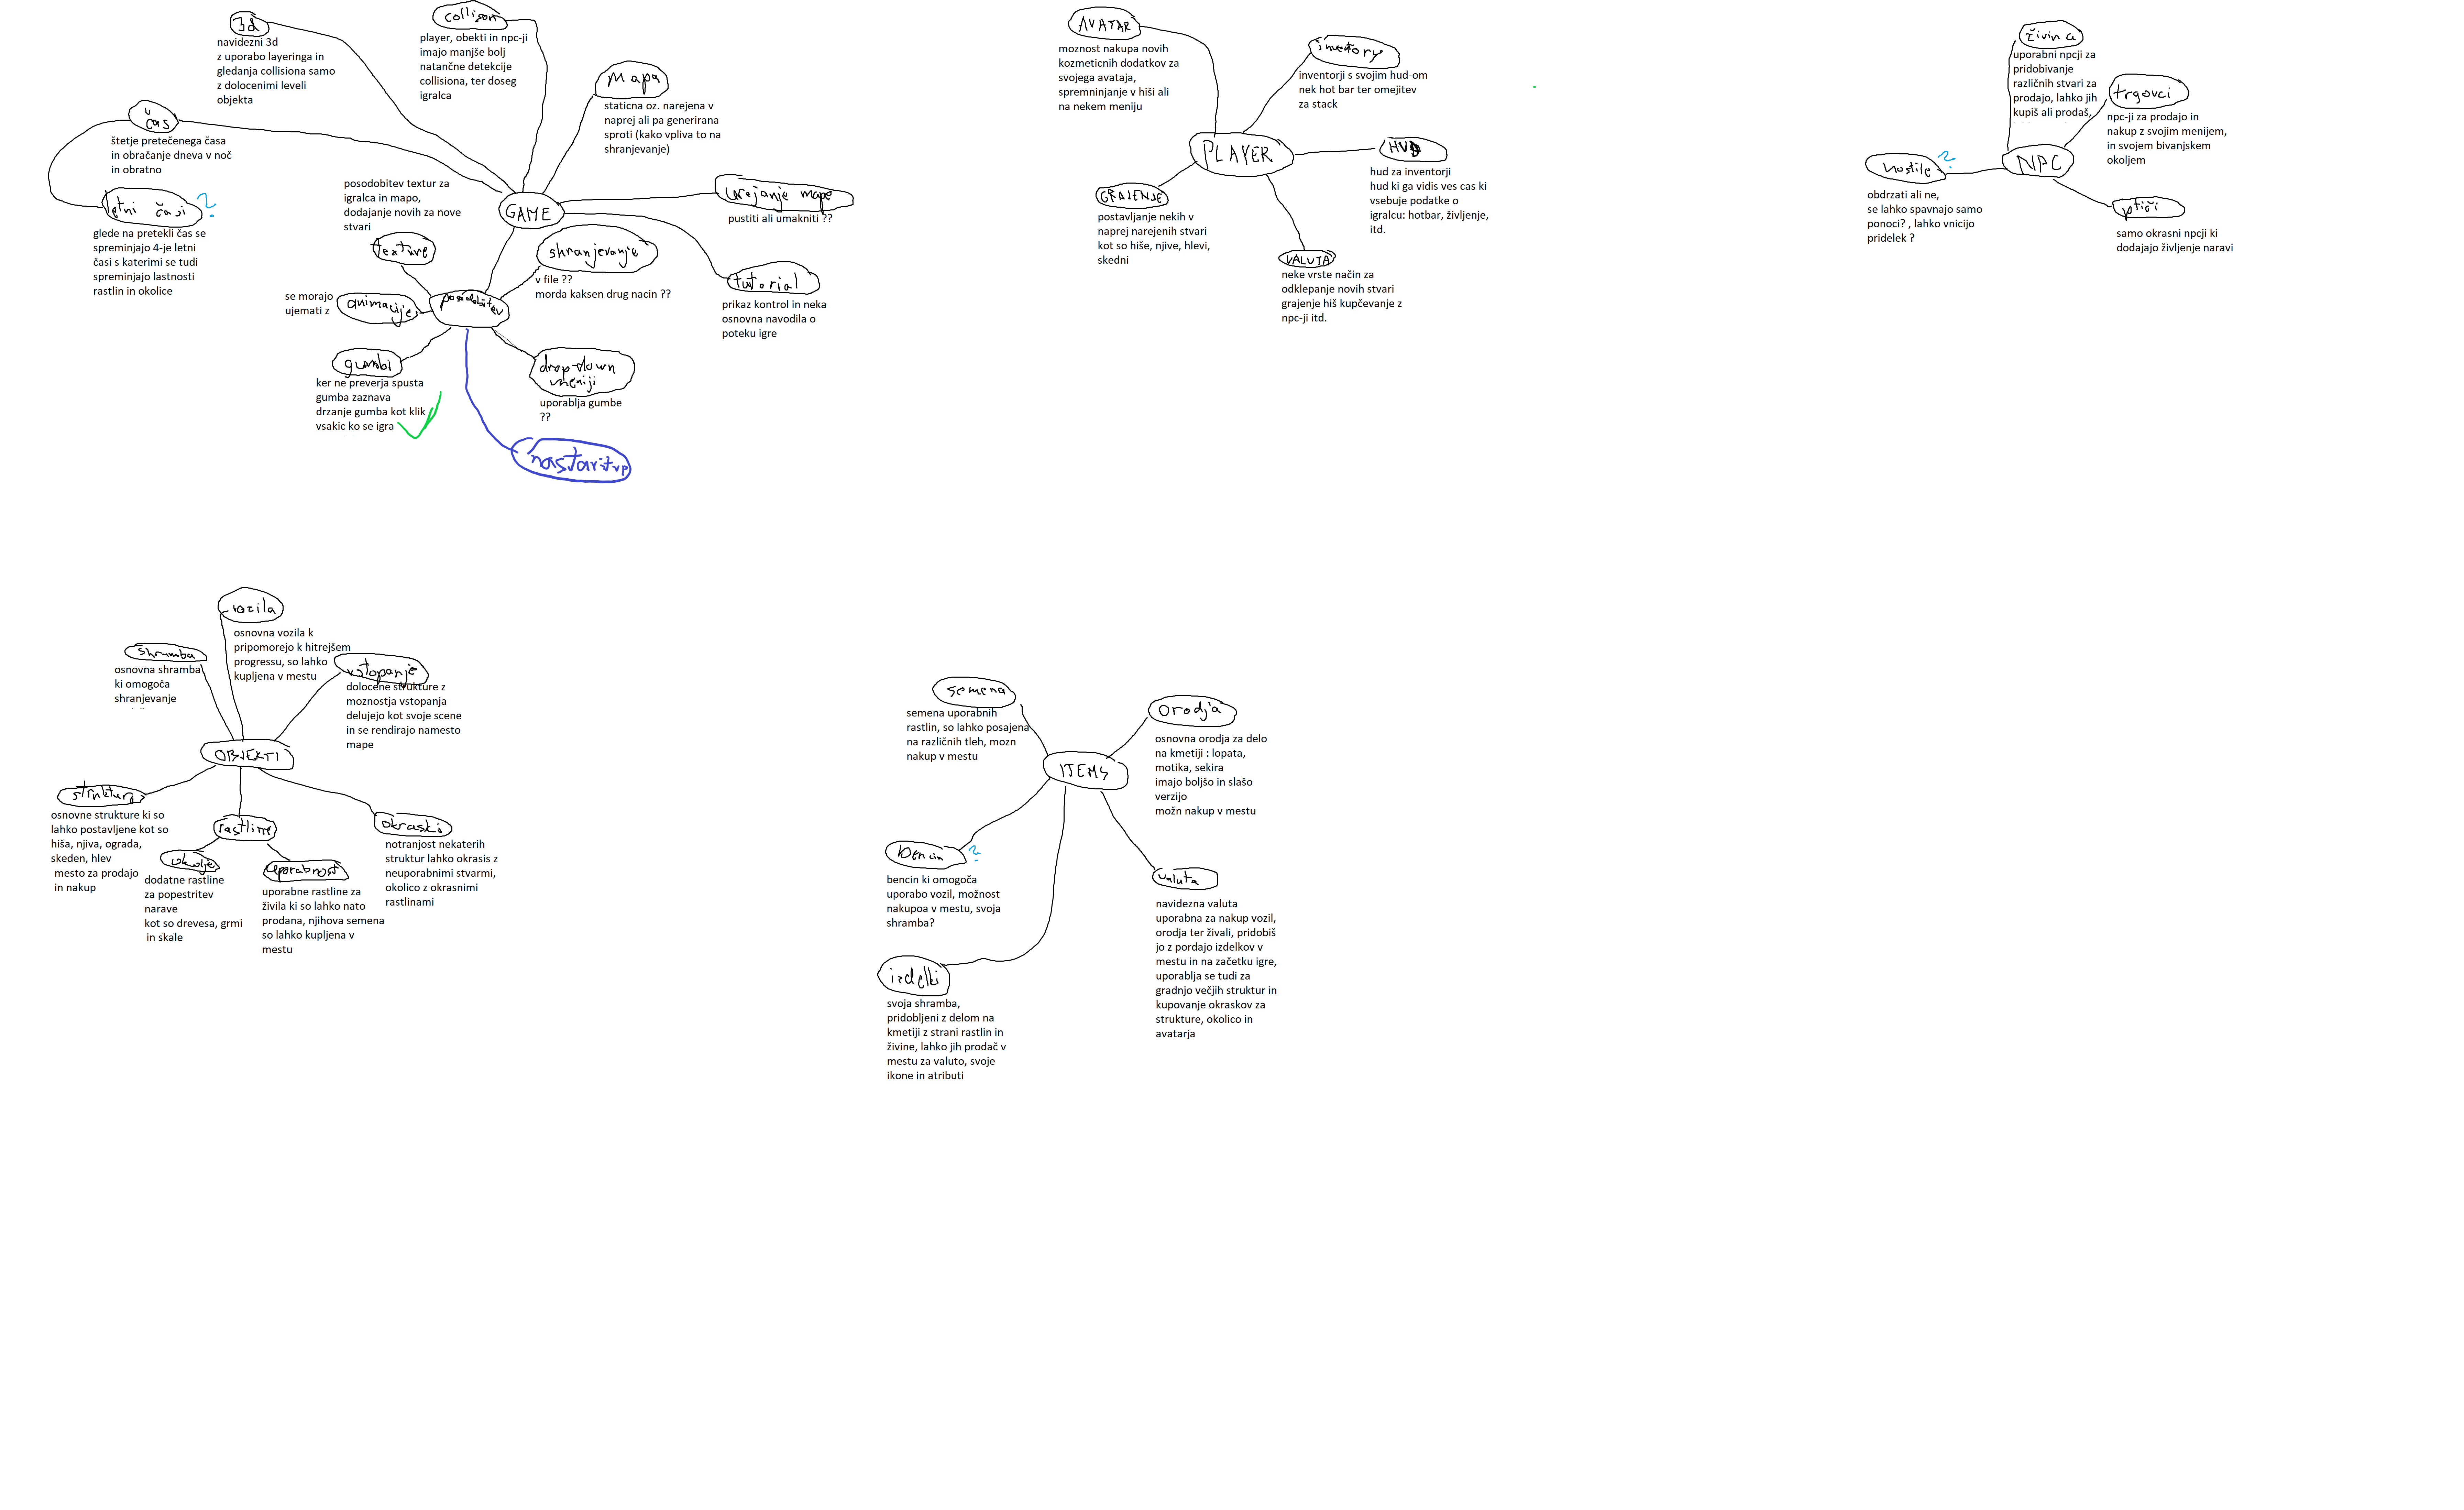 3d
navidezni 3d
z uporabo layeringa in
gledanja collisiona samo
z dolocenimi leveli
objekta
collison
player, obekti in npc-ji
imajo manjše bolj
natančne detekcije
collisiona, ter doseg
igralca
mapa
staticna oz. narejena v
naprej ali pa generirana
sproti (kako vpliva to na
shranjevanje)
čas
štetje pretečenega časa
in obračanje dneva v noč
in obratno
letni časi ?
glede na pretekli čas se
spreminjajo 4-je letni
časi s katerimi se tudi
spreminjajo lastnosti
rastlin in okolice
GAME
urejanje mape
pustiti ali umakniti ??
tutorial
prikaz kontrol in neka
osnovna navodila o
poteku igre
posodobitev textur za
igralca in mapo,
dodajanje novih za nove
stvari
texture
shranjevanje
v file ??
morda kaksen drug nacin ??
posodobitev
se morajo
ujemati z
animacije
gumbi
ker ne preverja spusta
gumba zaznava
drzanje gumba kot klik
vsakic ko se igra
drop-down
meniji
uporablja gumbe
??
AVATAR
moznost nakupa novih
kozmeticnih dodatkov za
svojega avataja,
spremninjanje v hiši ali
na nekem meniju
inventory
inventorji s svojim hud-om
nek hot bar ter omejitev
za stack
PLAYER
HUD
hud za inventorji
hud ki ga vidis ves cas ki
vsebuje podatke o
igralcu: hotbar, življenje,
itd.
GRAJENJE
postavljanje nekih v
naprej narejenih stvari
kot so hiše, njive, hlevi,
skedni
VALUTA
neke vrste način za
odklepanje novih stvari
grajenje hiš kupčevanje z
npc-ji itd.
živina
uporabni npcji za
pridobivanje
različnih stvari za
prodajo, lahko jih
kupiš ali prodaš,
trgovci
npc-ji za prodajo in
nakup z svojim menijem,
in svojem bivanjskem
okoljem
NPC
hostile ?
obdrzati ali ne,
se lahko spavnajo samo
ponoci? , lahko vnicijo
pridelek ?
ptiči
samo okrasni npcji ki
dodajajo življenje naravi
vozila
osnovna vozila k
pripomorejo k hitrejšem
progressu, so lahko
kupljena v mestu
shramba
osnovna shramba
ki omogoča
shranjevanje
vstopanje
dolocene strukture z
moznostja vstopanja
delujejo kot svoje scene
in se rendirajo namesto
mape
OBJEKTI
strukture
osnovne strukture ki so
lahko postavljene kot so
hiša, njiva, ograda,
skeden, hlev
mesto za prodajo
in nakup
rastline
okolje
dodatne rastline
za popestritev
narave
kot so drevesa, grmi
in skale
uporabnost
uporabne rastline za
živila ki so lahko nato
prodana, njihova semena
so lahko kupljena v
mestu
okraski
notranjost nekaterih
struktur lahko okrasis z
neuporabnimi stvarmi,
okolico z okrasnimi
rastlinami
semena
semena uporabnih
rastlin, so lahko posajena
na različnih tleh, mozn
nakup v mestu
orodja
osnovna orodja za delo
na kmetiji : lopata,
motika, sekira
imajo boljšo in slašo
verzijo
možn nakup v mestu
ITEMS
bencin ?
bencin ki omogoča
uporabo vozil, možnost
nakupoa v mestu, svoja
shramba?
valuta
navidezna valuta
uporabna za nakup vozil,
orodja ter živali, pridobiš
jo z pordajo izdelkov v
mestu in na začetku igre,
uporablja se tudi za
gradnjo večjih struktur in
kupovanje okraskov za
strukture, okolico in
avatarja
izdelki
svoja shramba,
pridobljeni z delom na
kmetiji z strani rastlin in
živine, lahko jih prodač v
mestu za valuto, svoje
ikone in atributi